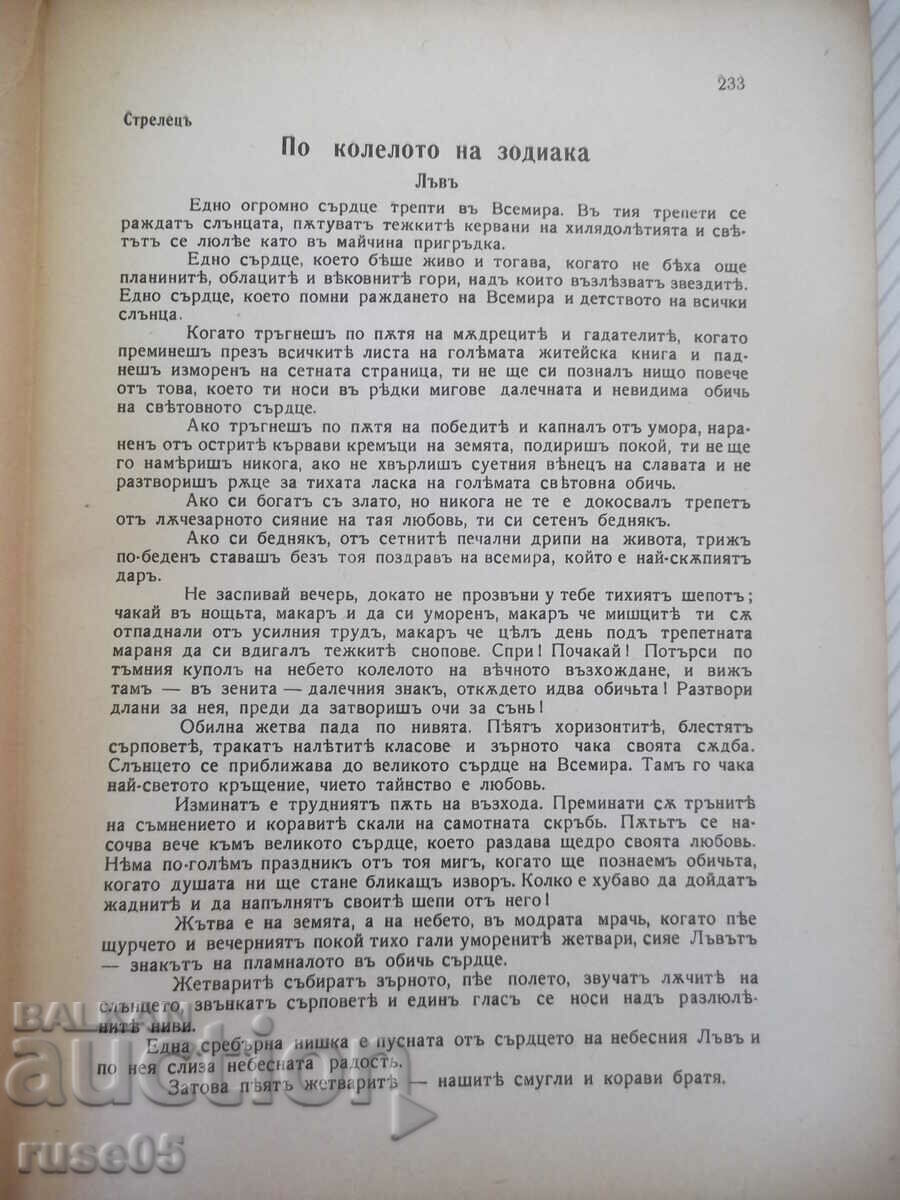 233
Стрелецъ
По колелото на зодиака
Лъвъ
Едно огромно сърдце трепти въ Всемира. Въ тия трепети се
раждатъ слънцата, пѫтуватъ тежкитѣ кервани на хилядолѣтията и свѣ-
тътъ се люлѣе като въ майчина пригръдка.
Едно сърдце, което бѣше живо и тогава, когато не бѣха още
планинитѣ, облацитѣ и вѣковнитѣ гори, надъ които възлѣзватъ звездитѣ.
Едно сърдце, което помни раждането на Всемира и детството на всички
слънца.
Когато тръгнешъ по пѫтя на мѫдрецитѣ и гадателитѣ, когато
преминешъ презъ всичкитѣ листа на голѣмата житейска книга и пад-
нешъ изморенъ на сетната страница, ти не ще си позналъ нищо повече
отъ това, което ти носи въ рѣдки мигове далечната и невидима обичь
на свѣтовното сърдце.
Ако тръгнешъ по пѫтя на победитѣ и капналъ отъ умора, нара-
ненъ отъ остритѣ кървави кремъци на земята, подиришъ покой, ти не ще
го намѣришъ никога, ако не хвърлишъ суетния вѣнецъ на славата и не
разтворишъ рѫце за тихата ласка на голѣмата свѣтовна обичь.
Ако си богатъ съ злато, но никога не те е докосвалъ трепетъ
отъ лѫчезарното сияние на тая любовь, ти си сетенъ беднякъ.
Ако си беднякъ, отъ сетнитѣ печални дрипи на живота, трижъ
по-беденъ ставашъ безъ тоя поздравъ на всемира, който е най-скѫпиятъ
даръ.
Не заспивай вечерь, докато не прозвъни у тебе тихиятъ шепотъ;
чакай въ нощьта, макаръ и да си уморенъ, макаръ че мишцитѣ ти сѫ
отпаднали отъ усилния трудъ, макаръ че цѣлъ день подъ трепетната
мараня да си вдигалъ тежкитѣ снопове. Спри! Почакай! Потърси по
тъмния куполъ на небето колелото на вѣчното възхождане, и вижъ
тамъ — въ зенита — далечния знакъ, откѫдето идва обичьта! Разтвори
длани за нея, преди да затворишъ очи за сънь!
Обилна жетва пада по нивята. Пѣятъ хоризонтитѣ, блестятъ
сърповетѣ, тракатъ налѣтитѣ класове и зърното чака своята сѫдба.
Слънцето се приближава до великото сърдце на Всемира. Тамъ го чака
най-светото кръщение, чието тайнство е любовь.
Изминатъ е трудниятъ пѫть на възхода. Преминати сѫ трънитѣ
на съмнението и коравитѣ скали на самотната скръбь. Пѫтьтъ се на-
сочва вече къмъ великото сърдце, което раздава щедро своята любовь.
Нѣма по-голѣмъ праздникъ отъ тоя мигъ, когато ще познаемъ обичьта,
когато душата ни ще стане бликащъ изворъ. Колко е хубаво да дойдатъ
жаднитѣ и да напълнятъ своитѣ шепи отъ него!
Жътва е на земята, а на небето, въ модрата мрачь, когато пѣе
щурчето и вечерниятъ покой тихо гали уморенитѣ жетвари, сияе Лъвътъ
— знакътъ на пламналото въ обичь сърдце.
Жетваритѣ събиратъ зърното, пѣе полето, звучатъ лѫчитѣ на
слънцето, звънкатъ сърповетѣ и единъ гласъ се носи надъ разлюлѣ-
нитѣ ниви.
Една сребърна нишка е пусната отъ сърдцето на небесния Лъвъ и
по нея слиза небесната радость.
Затова пѣятъ жетваритѣ — нашитѣ смугли и корави братя.
BALKAN
auction
ruse05